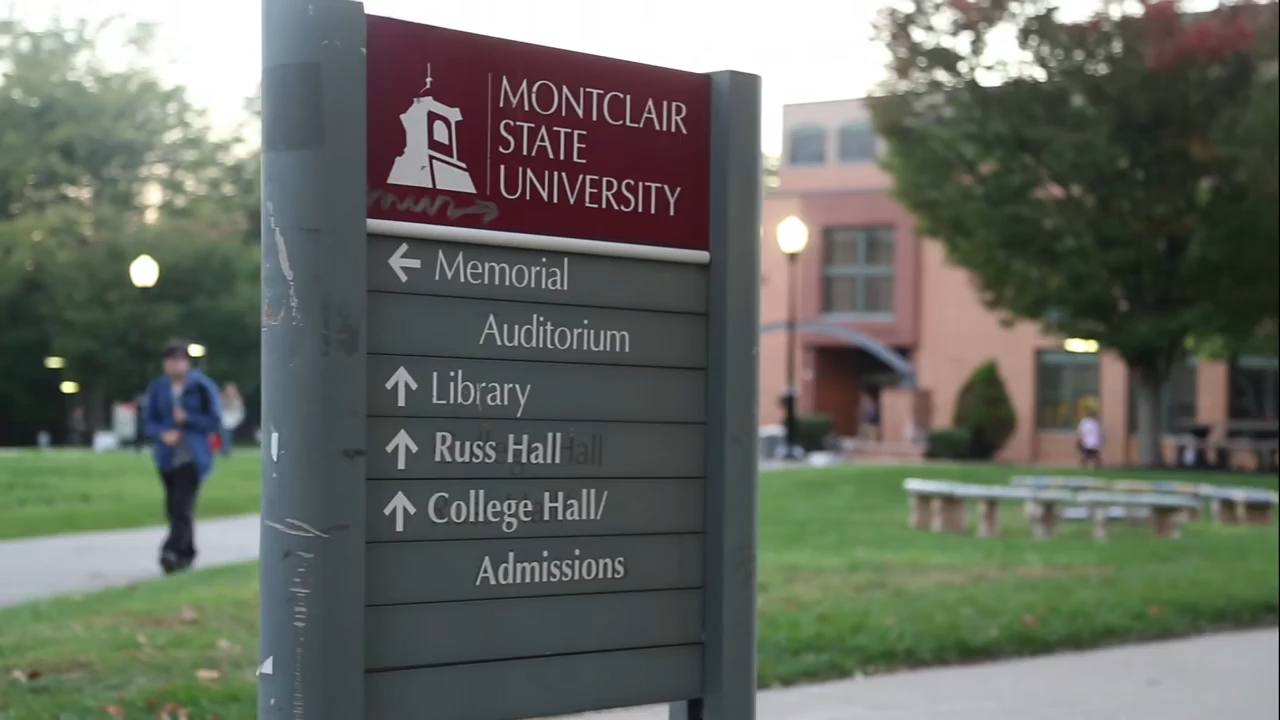 MONTCLAIR
STATE
UNIVERSITY
← Memorial
Auditorium
↑ Library
↑ Russ Hall
↑ College Hall/
Admissions